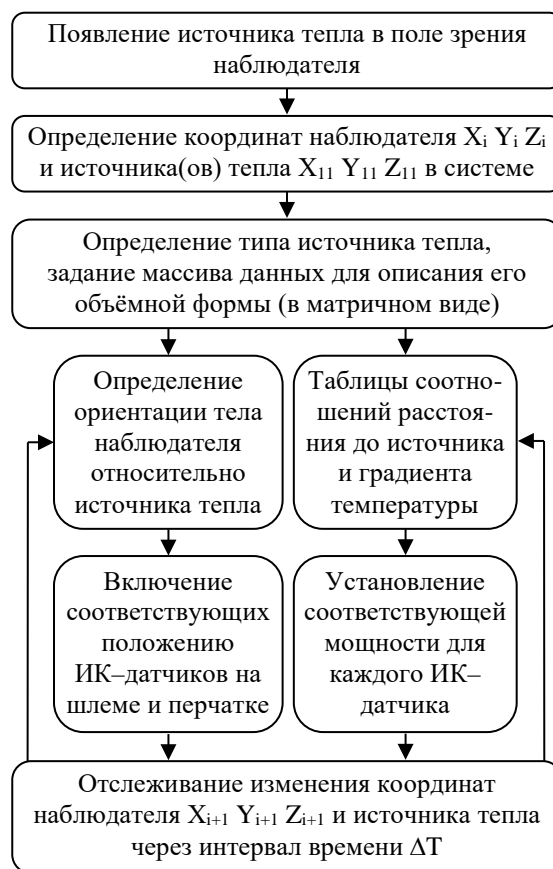 Появление источника тепла в поле зрения
наблюдателя
Определение координат наблюдателя Xi Yi Zi
и источника(ов) тепла X11 Y11 Z11 в системе
Определение типа источника тепла,
задание массива данных для описания его
объёмной формы (в матричном виде)
Определение
ориентации тела
наблюдателя
относительно
источника тепла
Таблицы соотно-
шений расстоя-
ния до источника
и градиента
температуры
Включение
соответствующих
положению
ИК–датчиков на
шлеме и перчатке
Установление
соответствующей
мощности для
каждого ИК–
датчика
Отслеживание изменения координат
наблюдателя Xi+1 Yi+1 Zi+1 и источника тепла
через интервал времени ΔT